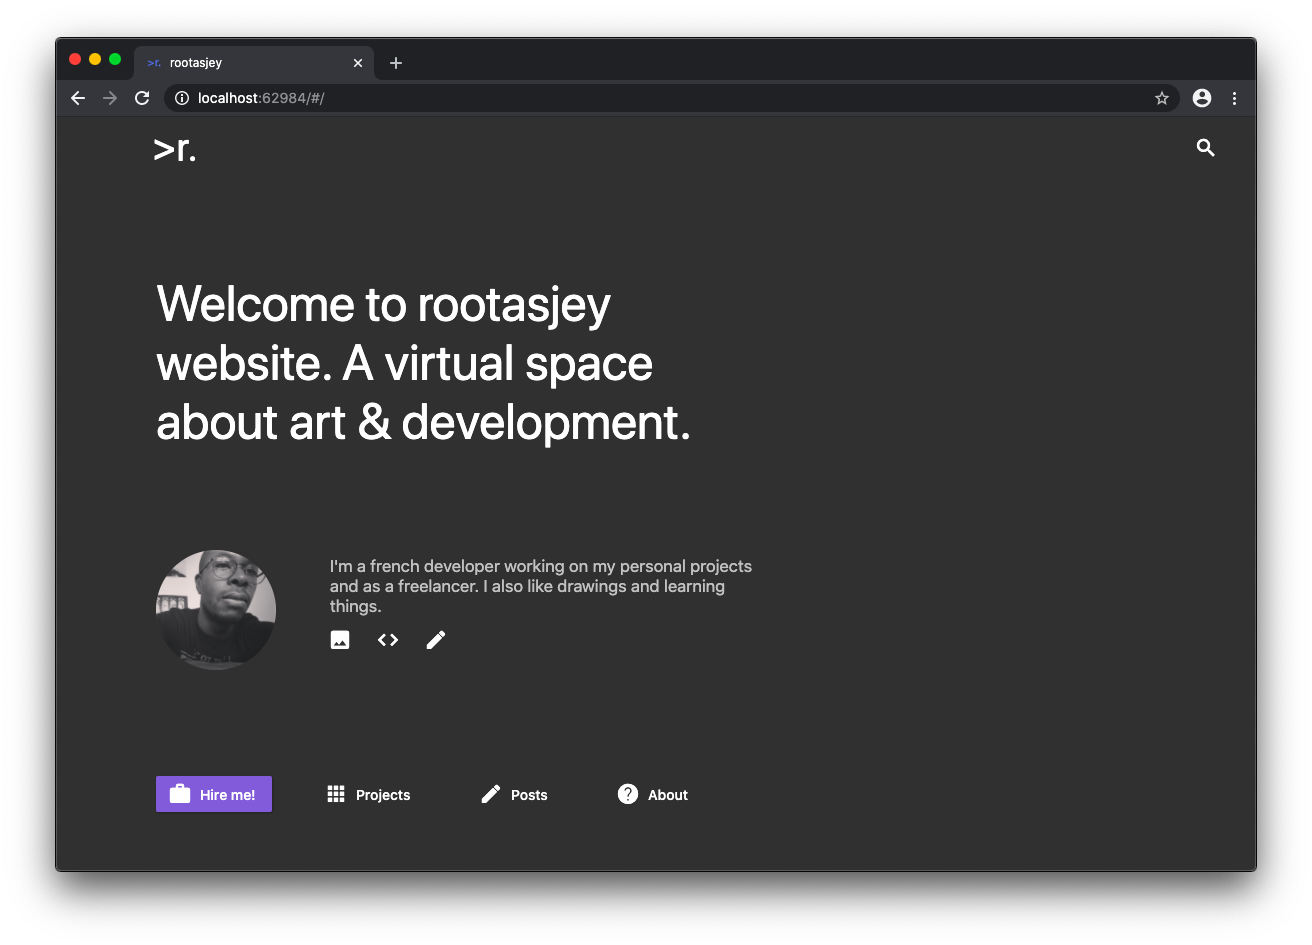 >r. rootasjey
localhost:62984/#/
>r.
Welcome to rootasjey
website. A virtual space
about art & development.
I'm a french developer working on my personal projects
and as a freelancer. I also like drawings and learning
things.
Hire me! Projects Posts About